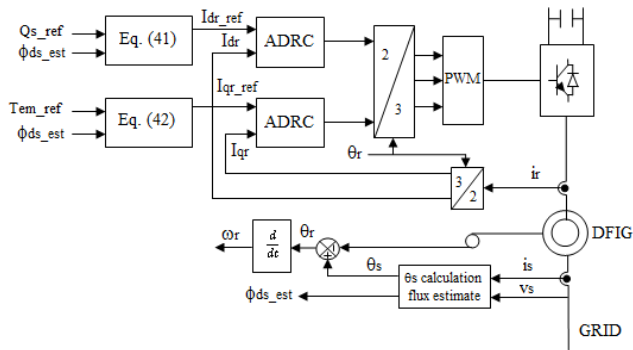 Qs_ref
ϕds_est
Eq. (41)
Idr_ref
Idr
ADRC
Tem_ref
ϕds_est
Eq. (42)
Iqr_ref
Iqr
ADRC
2
3
PWM
θr
3
2
ir
DFIG
ωr
d
dt
θr
θs
θs calculation
flux estimate
is
vs
ϕds_est
GRID